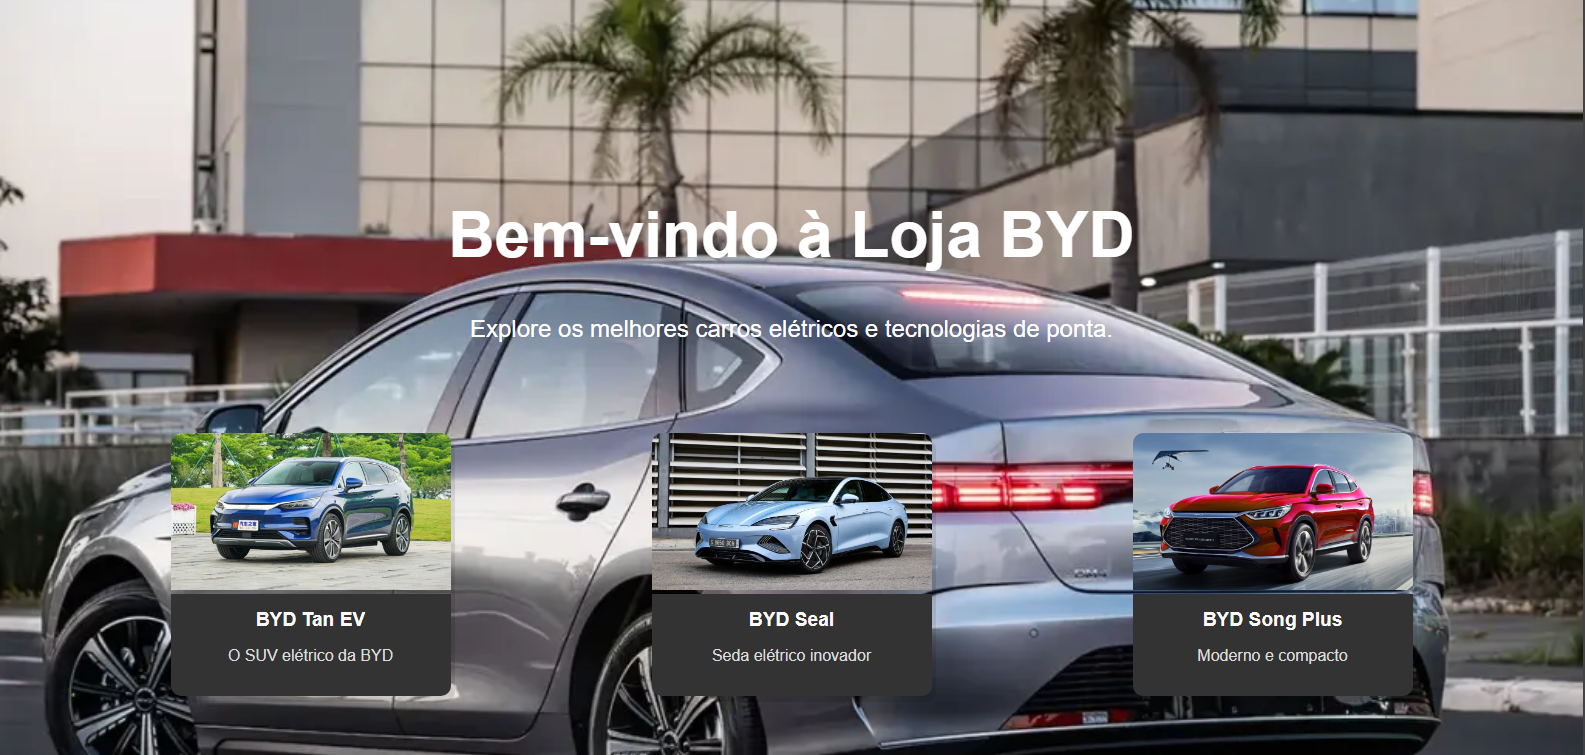 Bem-vindo à Loja BYD
Explore os melhores carros elétricos e tecnologias de ponta.
BYD Tan EV
O SUV elétrico da BYD
BYD Seal
Seda elétrico inovador
BYD Song Plus
Moderno e compacto